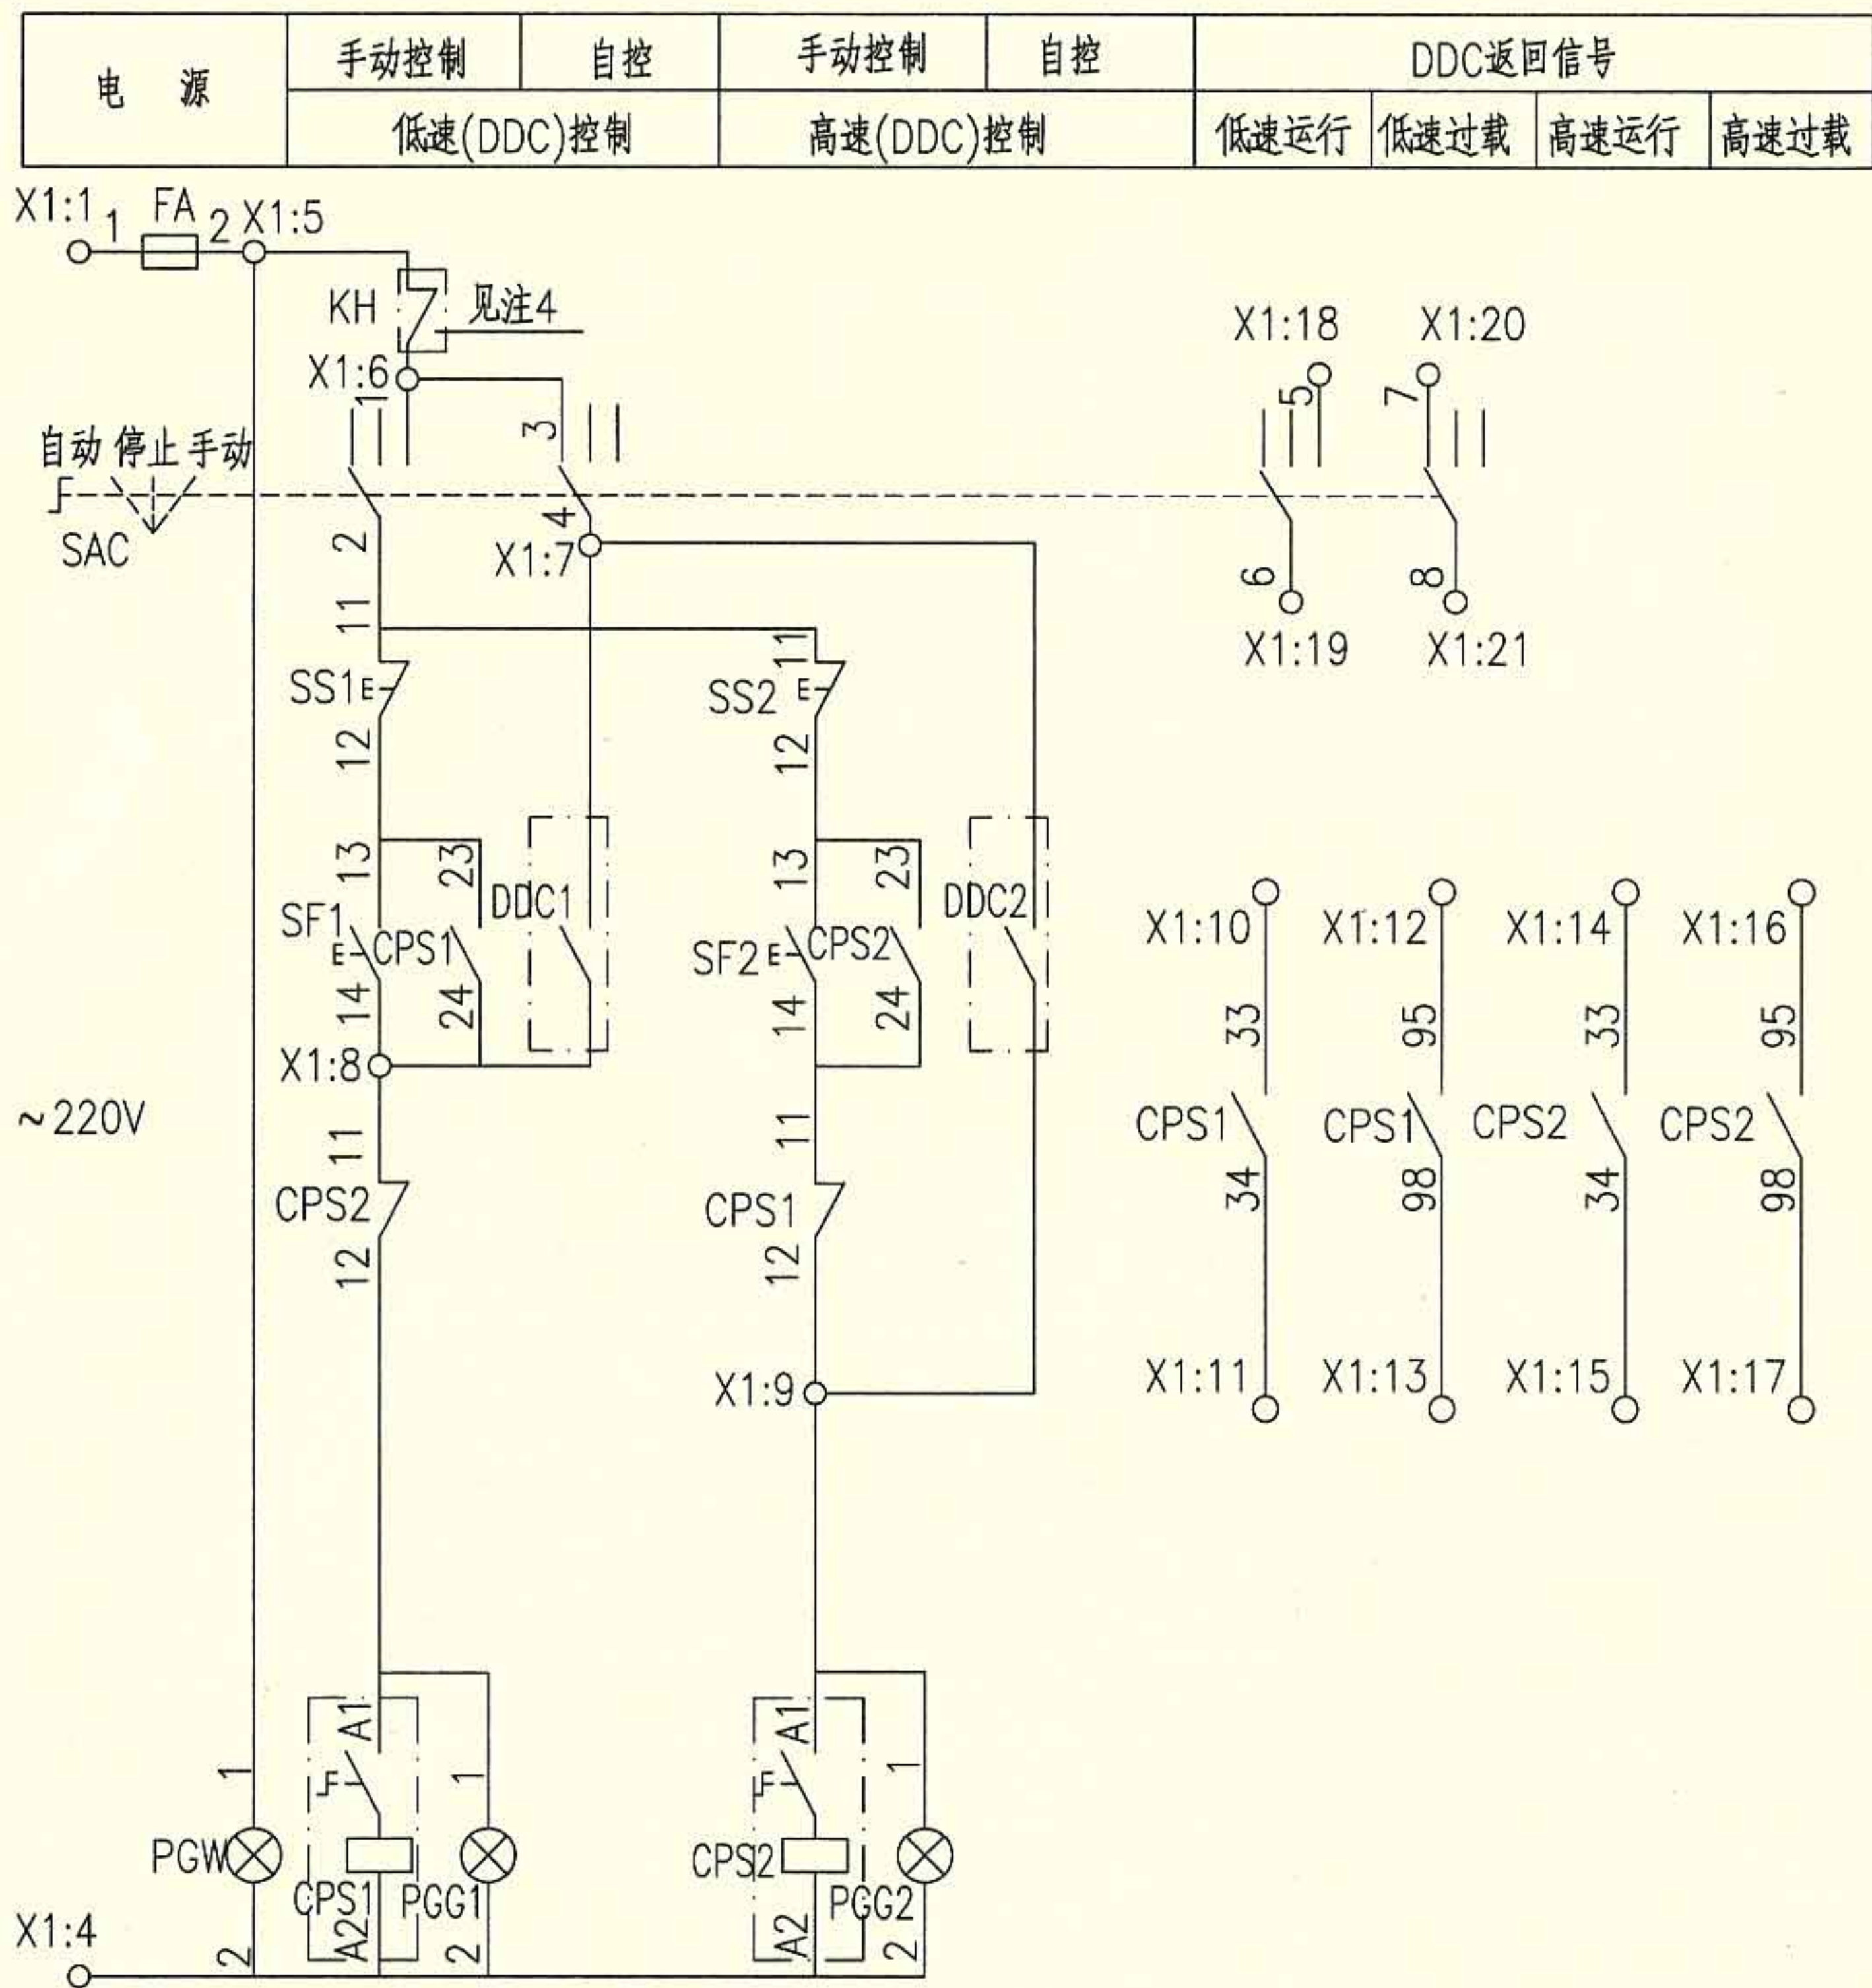 电 源
手动控制 自控 手动控制 自控 DDC返回信号
低速(DDC)控制 高速(DDC)控制 低速运行 低速过载 高速运行 高速过载
X1:1 1 FA 2 X1:5
KH 见注4
X1:18 X1:20
X1:6
1 3 5 7
自动 停止 手动
SAC
2 4 6 8
X1:7
X1:19 X1:21
11 11
SS1 E SS2 E
12 12
13 23 13 23
DDC1 DDC2
X1:10 X1:12 X1:14 X1:16
SF1 E CPS1 SF2 E CPS2
14 24 14 24
33 95 33 95
X1:8
~220V
11 11
CPS1 CPS1 CPS2 CPS2
CPS2 CPS1
34 98 34 98
12 12
X1:9
X1:11 X1:13 X1:15 X1:17
A1 A1
1 1 1
PGW CPS1 PGG1 CPS2 PGG2
2 A2 2 A2 2
X1:4